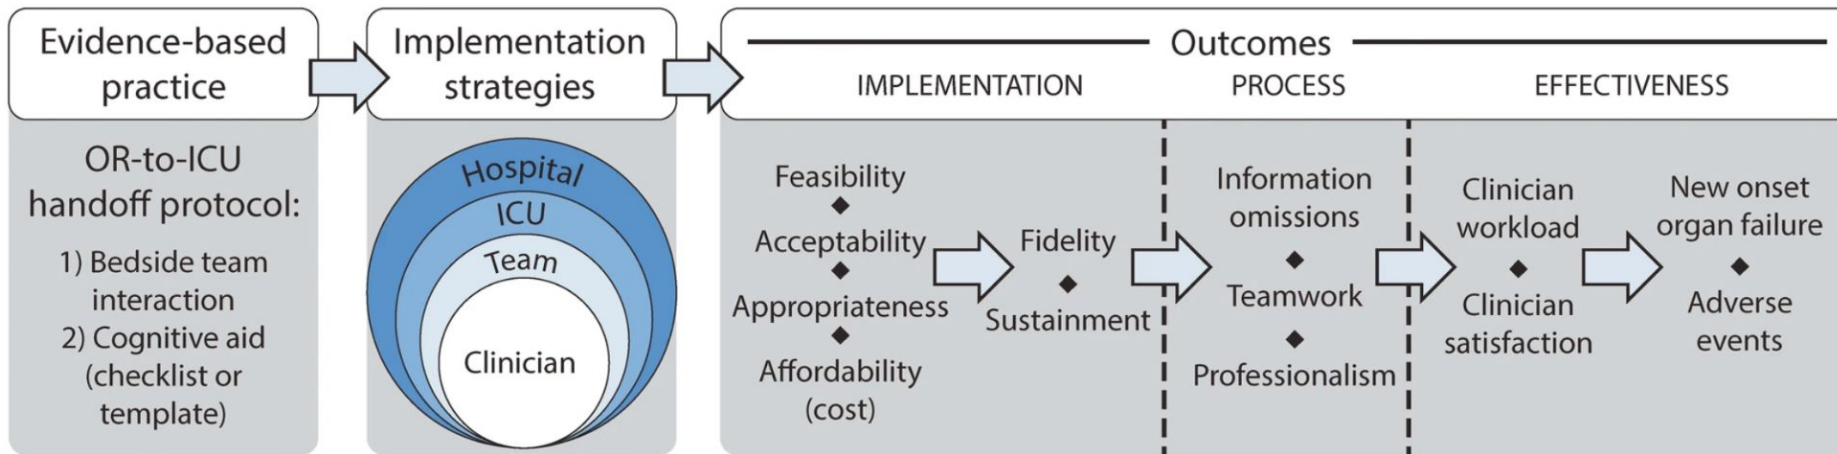 Evidence-based
practice
OR-to-ICU
handoff protocol:
1) Bedside team
interaction
2) Cognitive aid
(checklist or
template)
Implementation
strategies
Hospital
ICU
Team
Clinician
Outcomes
IMPLEMENTATION
PROCESS
EFFECTIVENESS
Feasibility
Acceptability
Appropriateness
Affordability
(cost)
Fidelity
Sustainment
Information
omissions
Teamwork
Professionalism
Clinician
workload
Clinician
satisfaction
New onset
organ failure
Adverse
events